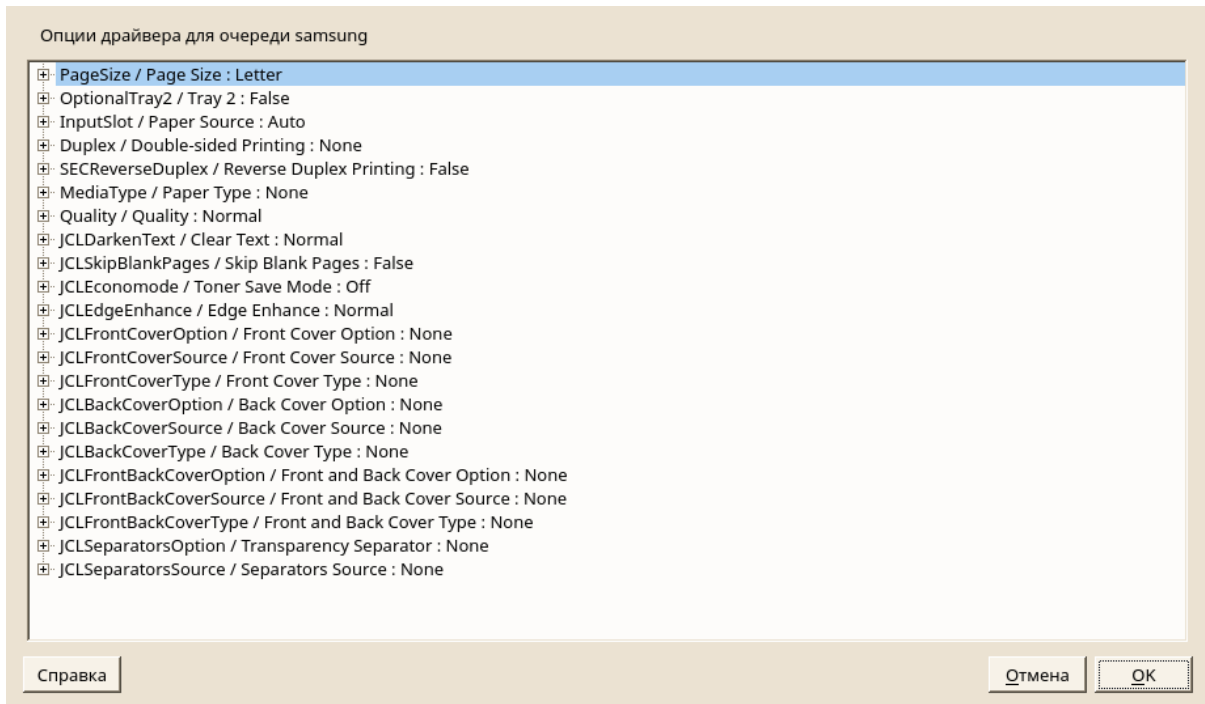 Опции драйвера для очереди samsung
PageSize / Page Size : Letter
OptionalTray2 / Tray 2 : False
InputSlot / Paper Source : Auto
Duplex / Double-sided Printing : None
SECReverseDuplex / Reverse Duplex Printing : False
MediaType / Paper Type : None
Quality / Quality : Normal
JCLDarkenText / Clear Text : Normal
JCLSkipBlankPages / Skip Blank Pages : False
JCLEconomode / Toner Save Mode : Off
JCLEdgeEnhance / Edge Enhance : Normal
JCLFrontCoverOption / Front Cover Option : None
JCLFrontCoverSource / Front Cover Source : None
JCLFrontCoverType / Front Cover Type : None
JCLBackCoverOption / Back Cover Option : None
JCLBackCoverSource / Back Cover Source : None
JCLBackCoverType / Back Cover Type : None
JCLFrontBackCoverOption / Front and Back Cover Option : None
JCLFrontBackCoverSource / Front and Back Cover Source : None
JCLFrontBackCoverType / Front and Back Cover Type : None
JCLSeparatorsOption / Transparency Separator : None
JCLSeparatorsSource / Separators Source : None
Справка Отмена OK